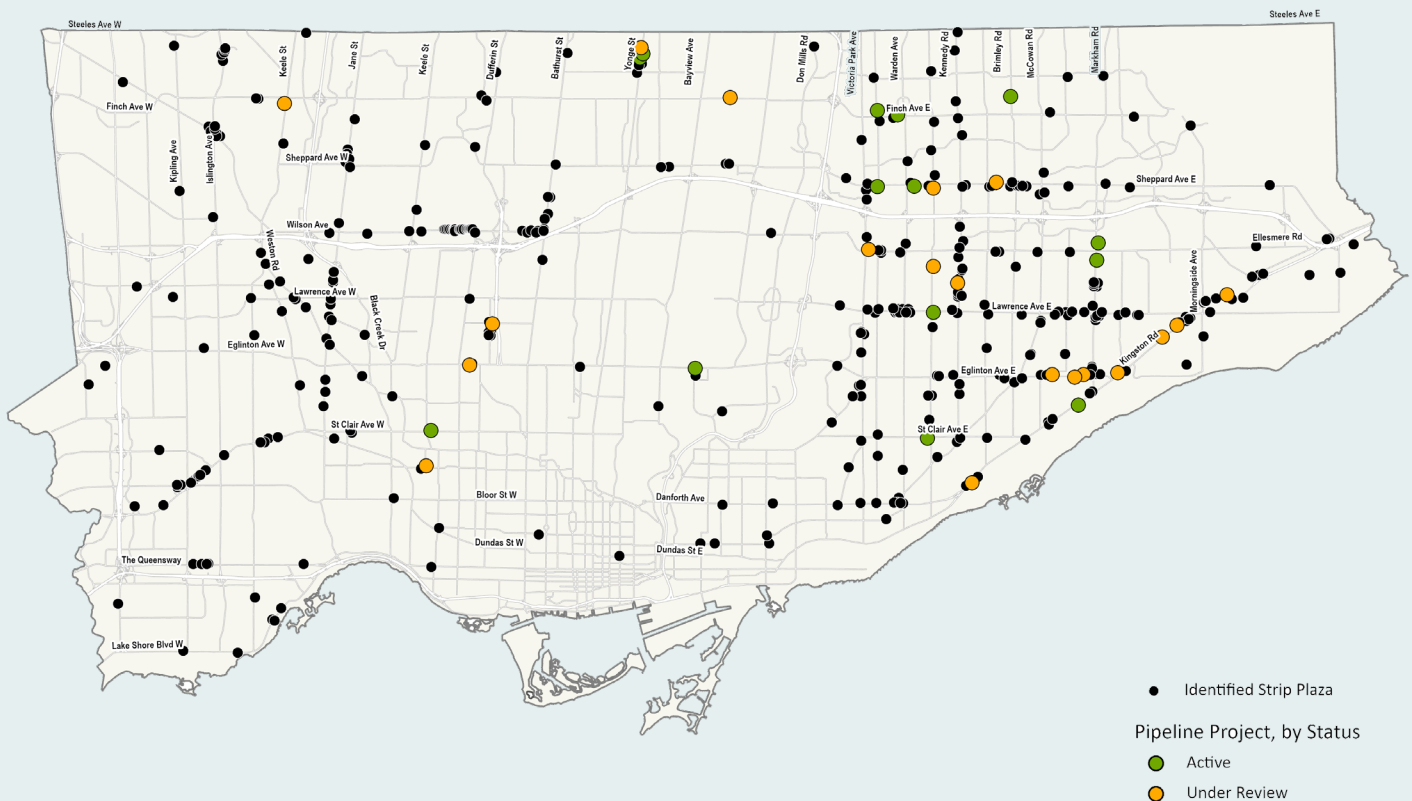 Steeles Ave W
Steeles Ave E
Keele St
Jane St
Keele St
Dufferin St
Bathurst St
Yonge St
Bayview Ave
Don Mills Rd
Victoria Park Ave
Warden Ave
Kennedy Rd
Brimley Rd
McCowan Rd
Markham Rd
Finch Ave W
Finch Ave E
Kipling Ave
Islington Ave
Sheppard Ave W
Sheppard Ave E
Wilson Ave
Weston Rd
Ellesmere Rd
Morningside Ave
Lawrence Ave W
Black Creek Dr
Lawrence Ave E
Eglinton Ave W
Kingston Rd
Eglinton Ave E
St Clair Ave W
St Clair Ave E
Bloor St W
Danforth Ave
Dundas St W
Dundas St E
The Queensway
Lake Shore Blvd W
Identified Strip Plaza
Pipeline Project, by Status
Active
Under Review